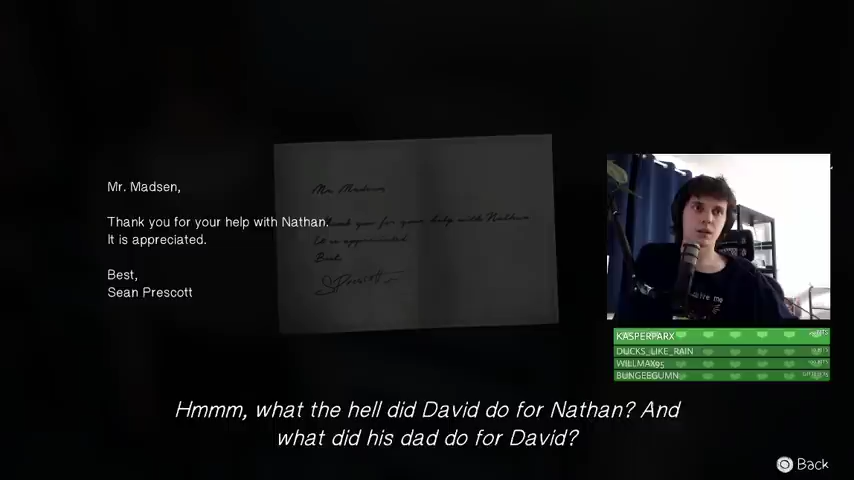 Mr. Madsen,
Thank you for your help with Nathan.
It is appreciated.
Best,
Sean Prescott
Mr. Madsen
Thank you for your help with Nathan
It is appreciated
Best
SPrescott
KASPERPARX
DUCKS_LIKE_RAIN
WILLMAX95
BUNGEEGUMN
Hmmm, what the hell did David do for Nathan? And
what did his dad do for David?
Back